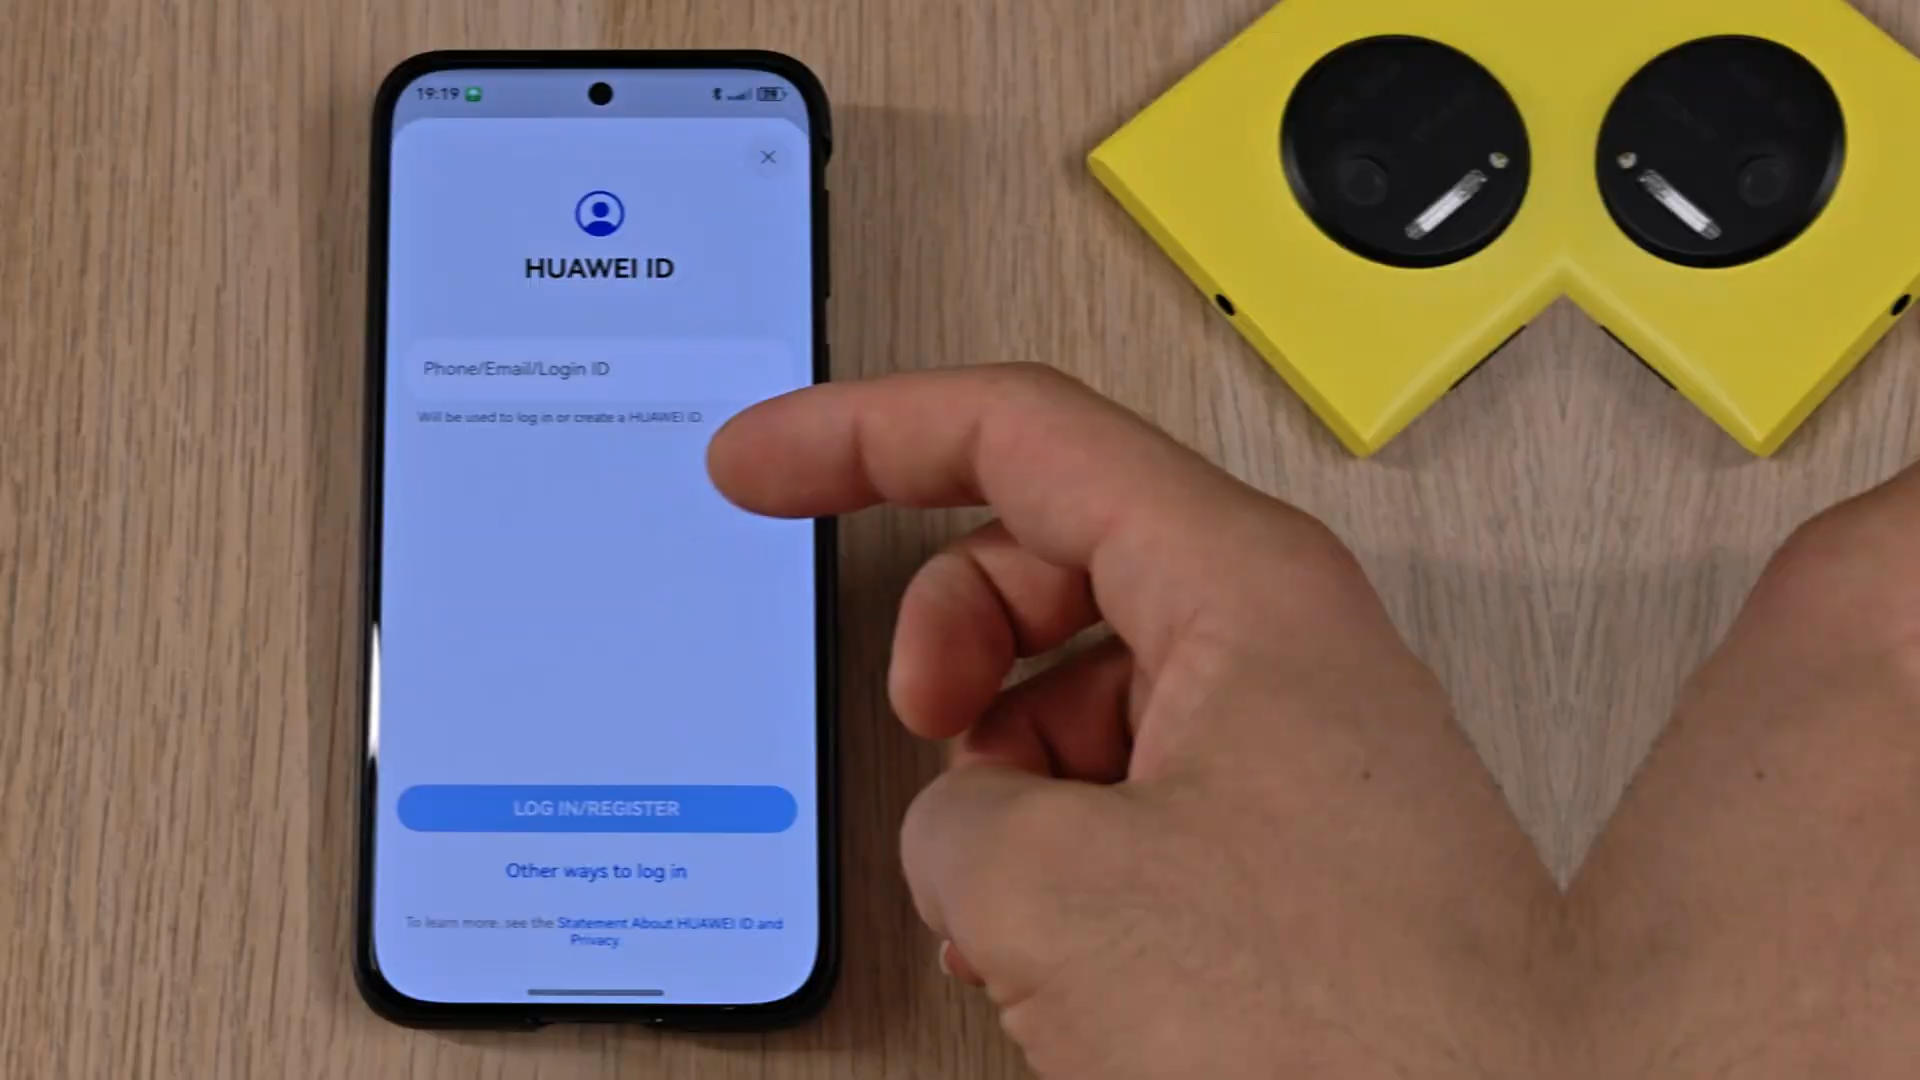 19:19
HUAWEI ID
Phone/Email/Login ID
Will be used to log in or create a HUAWEI ID.
LOG IN/REGISTER
Other ways to log in
To learn more, see the Statement About HUAWEI ID and
Privacy